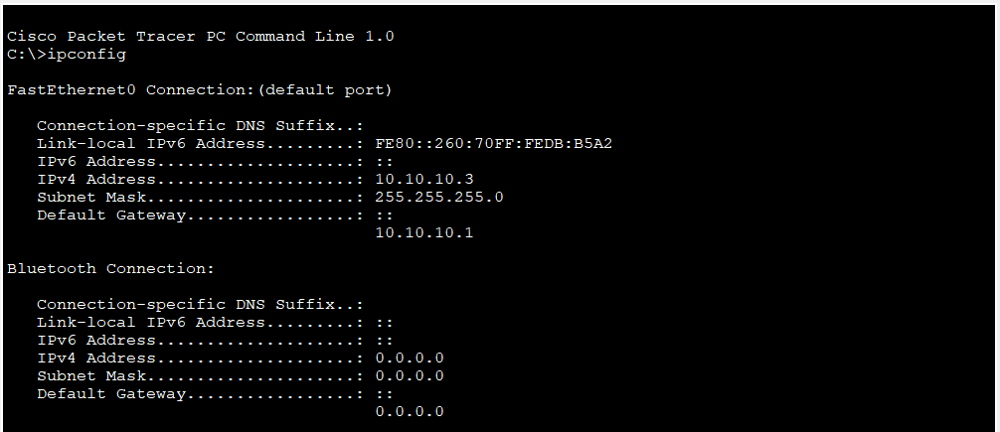 Cisco Packet Tracer PC Command Line 1.0
C:\>ipconfig
FastEthernet0 Connection:(default port)
Connection-specific DNS Suffix..:
Link-local IPv6 Address.........: FE80::260:70FF:FEDB:B5A2
IPv6 Address....................: ::
IPv4 Address....................: 10.10.10.3
Subnet Mask.....................: 255.255.255.0
Default Gateway.................: ::
10.10.10.1
Bluetooth Connection:
Connection-specific DNS Suffix..:
Link-local IPv6 Address.........: ::
IPv6 Address....................: ::
IPv4 Address....................: 0.0.0.0
Subnet Mask.....................: 0.0.0.0
Default Gateway.................: ::
0.0.0.0